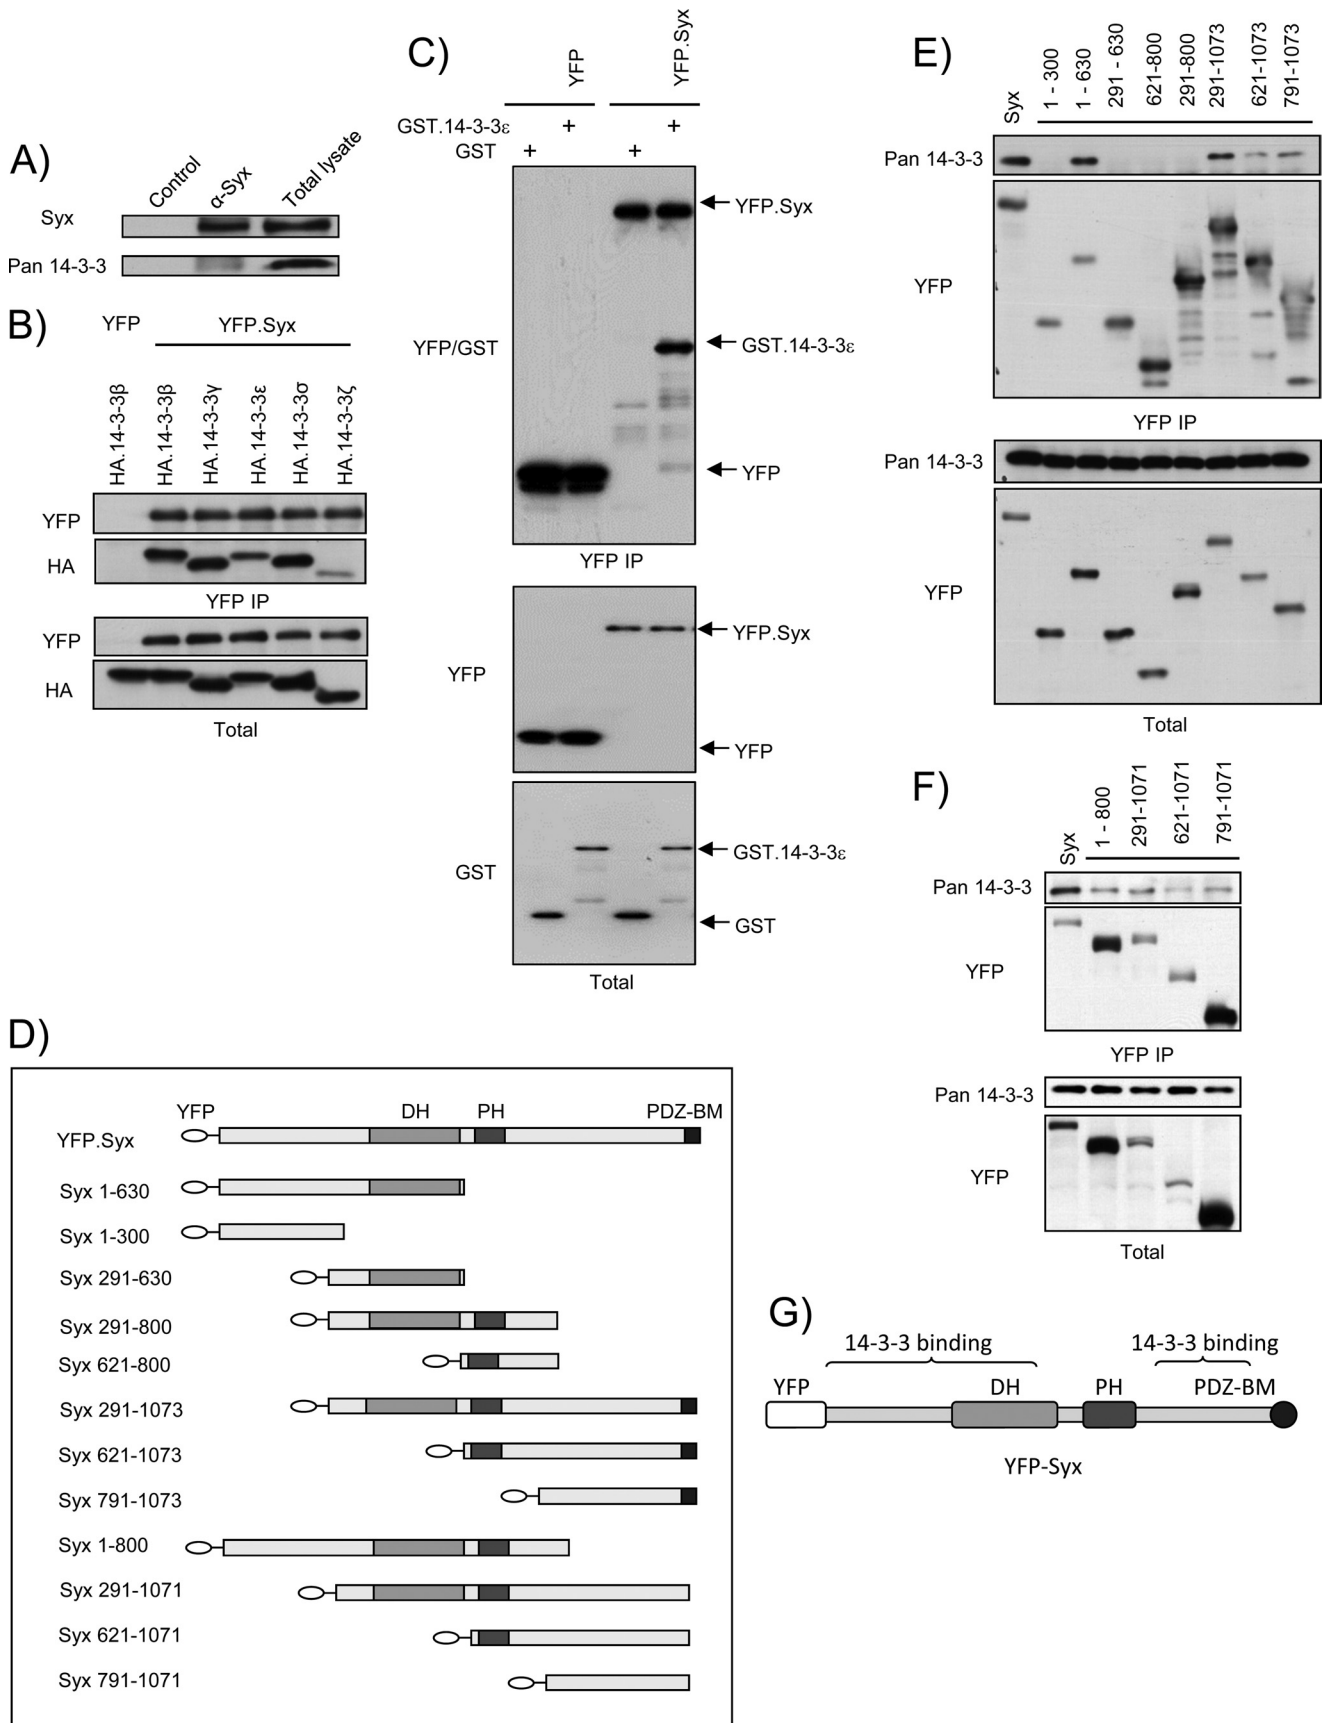 A)
Control
α-Syx
Total lysate
Syx
Pan 14-3-3
B)
YFP
YFP.Syx
HA.14-3-3β
HA.14-3-3β
HA.14-3-3γ
HA.14-3-3ε
HA.14-3-3σ
HA.14-3-3ζ
YFP
HA
YFP IP
YFP
HA
Total
C)
YFP
YFP.Syx
GST.14-3-3ε + +
GST + +
YFP/GST
YFP.Syx
GST.14-3-3ε
YFP
YFP IP
YFP
YFP.Syx
YFP
GST
GST.14-3-3ε
GST
Total
D)
YFP DH PH PDZ-BM
YFP.Syx
Syx 1-630
Syx 1-300
Syx 291-630
Syx 291-800
Syx 621-800
Syx 291-1073
Syx 621-1073
Syx 791-1073
Syx 1-800
Syx 291-1071
Syx 621-1071
Syx 791-1071
E)
Syx
1 - 300
1 - 630
291 - 630
621-800
291-800
291-1073
621-1073
791-1073
Pan 14-3-3
YFP
YFP IP
Pan 14-3-3
YFP
Total
F)
Syx
1 - 800
291-1071
621-1071
791-1071
Pan 14-3-3
YFP
YFP IP
Pan 14-3-3
YFP
Total
G)
14-3-3 binding 14-3-3 binding
YFP DH PH PDZ-BM
YFP-Syx